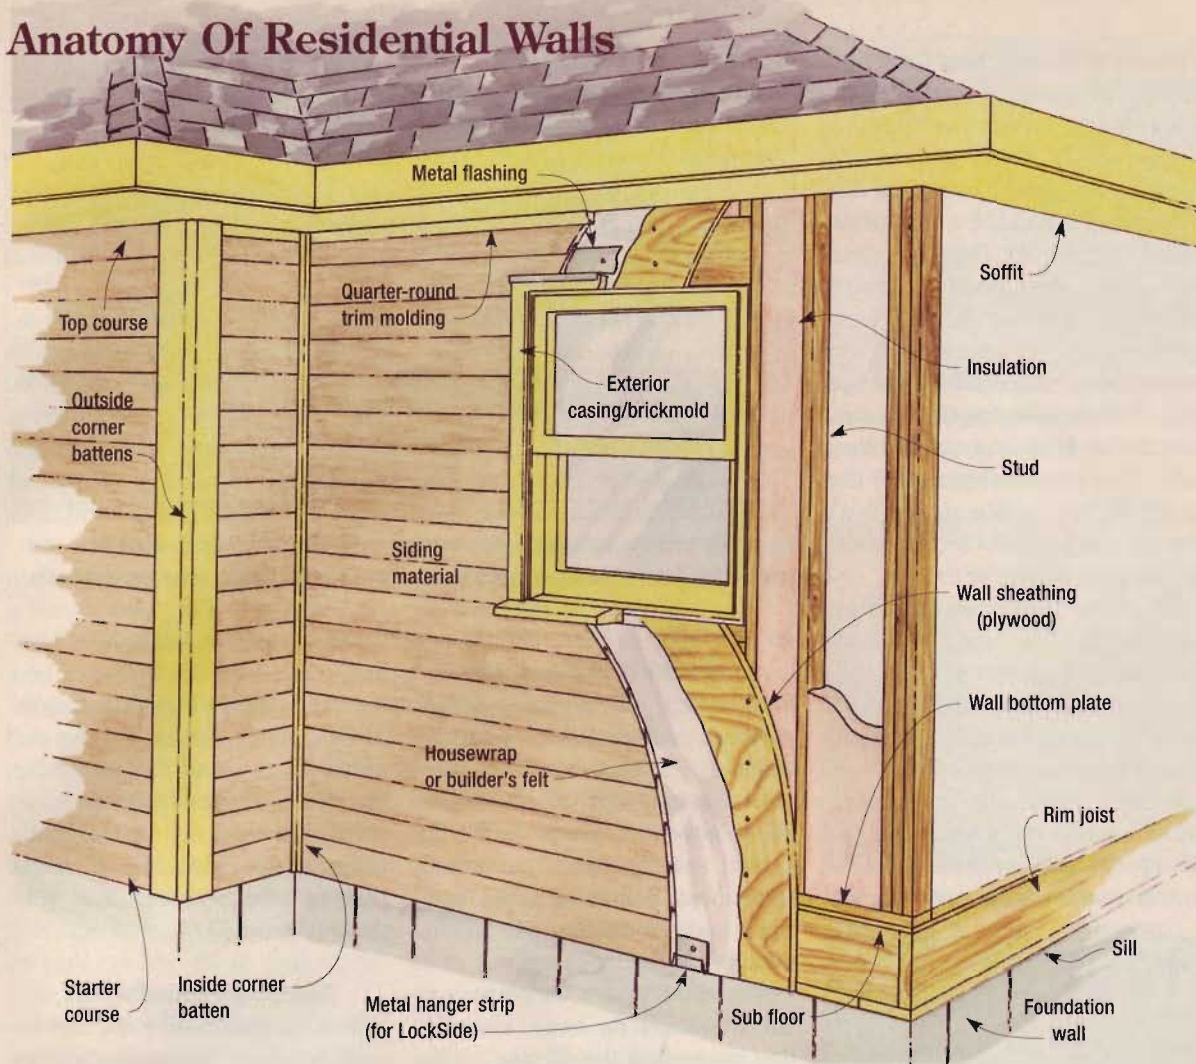 Anatomy Of Residential Walls
Metal flashing
Soffit
Quarter-round
trim molding
Top course
Insulation
Exterior
casing/brickmold
Outside
corner
battens
Stud
Siding
material
Wall sheathing
(plywood)
Wall bottom plate
Housewrap
or builder's felt
Rim joist
Sill
Starter
course
Inside corner
batten
Metal hanger strip
(for LockSide)
Sub floor
Foundation
wall